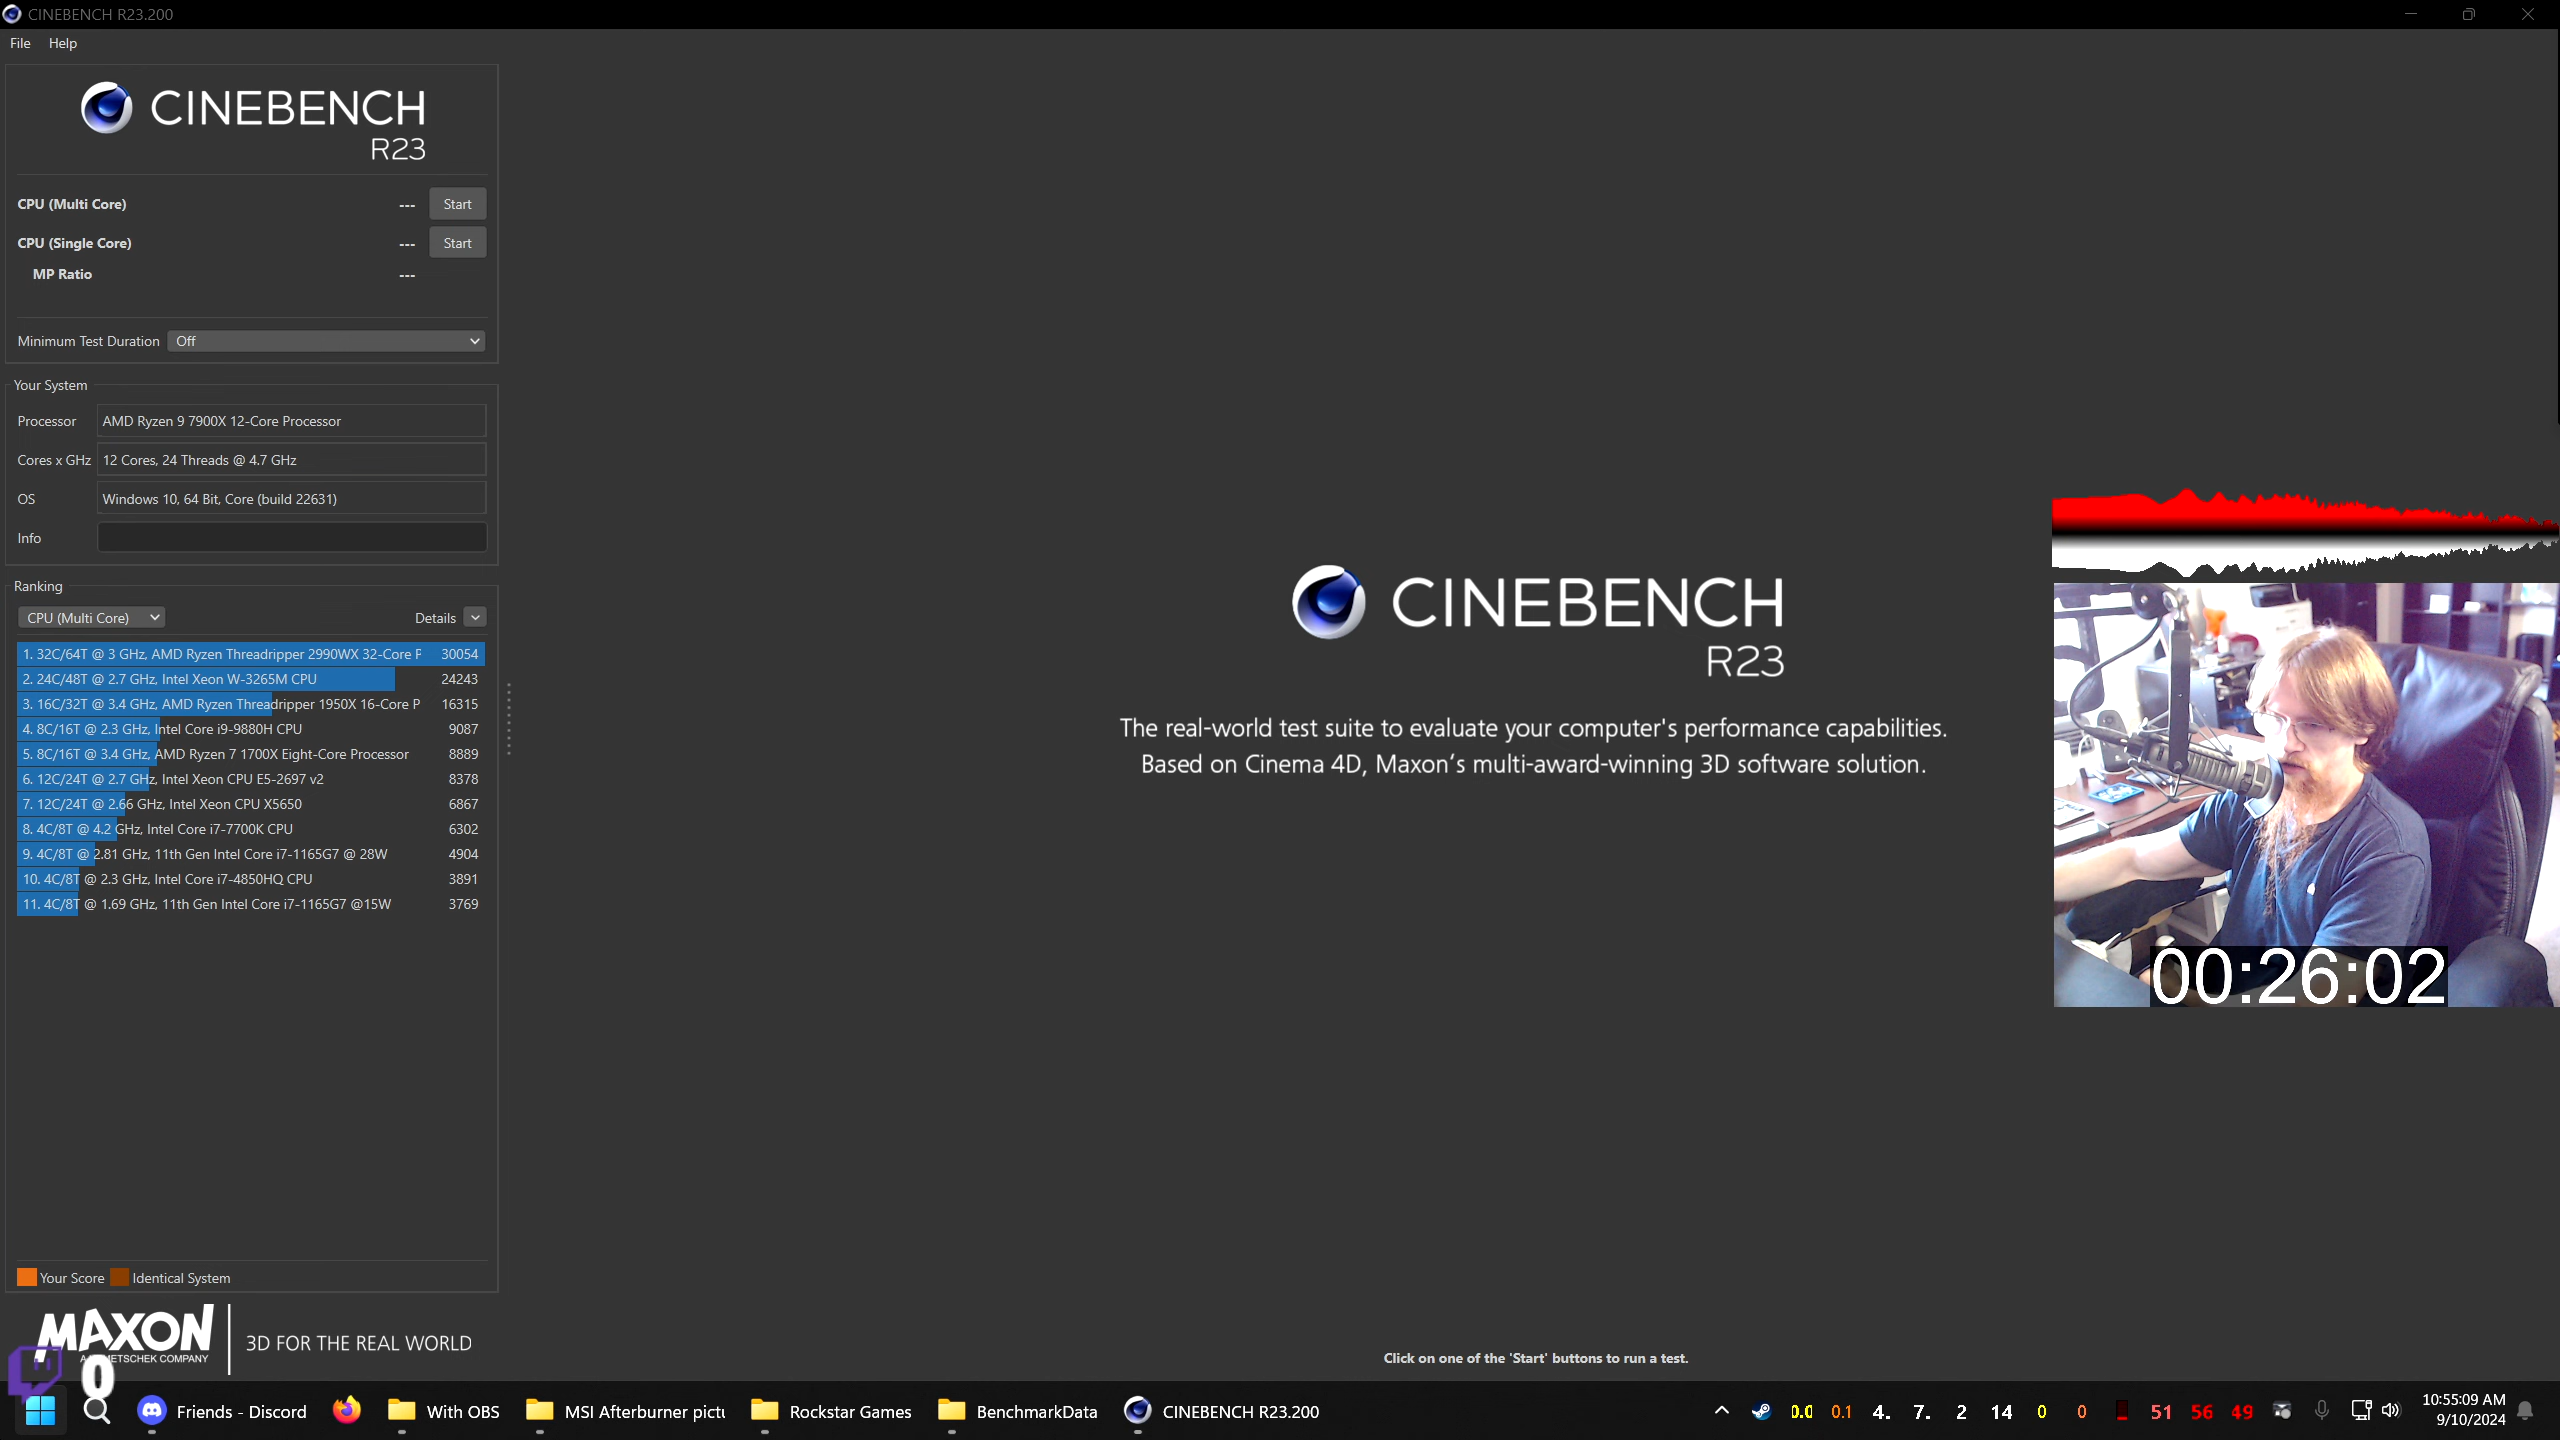 CINEBENCH R23.200
File Help
CINEBENCH
R23
CPU (Multi Core) --- Start
CPU (Single Core) --- Start
MP Ratio ---
Minimum Test Duration Off
Your System
Processor AMD Ryzen 9 7900X 12-Core Processor
Cores x GHz 12 Cores, 24 Threads @ 4.7 GHz
OS Windows 10, 64 Bit, Core (build 22631)
Info
Ranking
CPU (Multi Core) Details
1. 32C/64T @ 3 GHz, AMD Ryzen Threadripper 2990WX 32-Core P 30054
2. 24C/48T @ 2.7 GHz, Intel Xeon W-3265M CPU 24243
3. 16C/32T @ 3.4 GHz, AMD Ryzen Threadripper 1950X 16-Core P 16315
4. 8C/16T @ 2.3 GHz, Intel Core i9-9880H CPU 9087
5. 8C/16T @ 3.4 GHz, AMD Ryzen 7 1700X Eight-Core Processor 8889
6. 12C/24T @ 2.7 GHz, Intel Xeon CPU E5-2697 v2 8378
7. 12C/24T @ 2.66 GHz, Intel Xeon CPU X5650 6867
8. 4C/8T @ 4.2 GHz, Intel Core i7-7700K CPU 6302
9. 4C/8T @ 2.81 GHz, 11th Gen Intel Core i7-1165G7 @ 28W 4904
10. 4C/8T @ 2.3 GHz, Intel Core i7-4850HQ CPU 3891
11. 4C/8T @ 1.69 GHz, 11th Gen Intel Core i7-1165G7 @15W 3769
Your Score Identical System
MAXON 3D FOR THE REAL WORLD
CINEBENCH
R23
The real-world test suite to evaluate your computer's performance capabilities.
Based on Cinema 4D, Maxon's multi-award-winning 3D software solution.
00:26:02
Click on one of the 'Start' buttons to run a test.
0
Friends - Discord With OBS MSI Afterburner pictu Rockstar Games BenchmarkData CINEBENCH R23.200 0.0 0.1 4. 7. 2 14 0 0 51 56 49 10:55:09 AM
9/10/2024